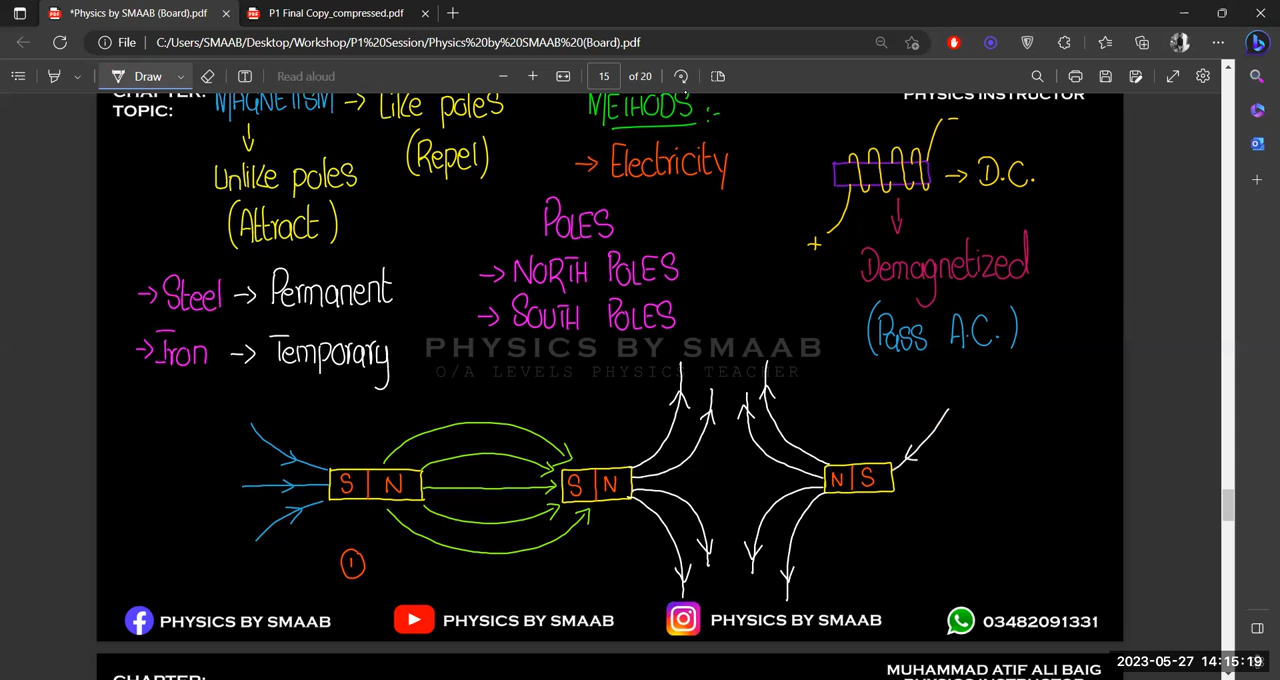 *Physics by SMAAB (Board).pdf
P1 Final Copy_compressed.pdf
File
C:/Users/SMAAB/Desktop/Workshop/P1%20Session/Physics%20by%20SMAAB%20(Board).pdf
Draw
Read aloud
15 of 20
CHAPTER:
TOPIC:
PHYSICS INSTRUCTOR
MAGNETISM → Like poles
(Repel)
Unlike poles
(Attract)
METHODS :-
→ Electricity
→ D.C.
-
+
Demagnetized
(Pass A.C.)
POLES
→ NORTH POLES
→ SOUTH POLES
→ Steel → Permanent
→ Iron → Temporary
PHYSICS BY SMAAB
O/A LEVELS PHYSICS TEACHER
S N
S N
N S
1
PHYSICS BY SMAAB
PHYSICS BY SMAAB
PHYSICS BY SMAAB
03482091331
CHAPTER:
MUHAMMAD ATIF ALI BAIG
PHYSICS INSTRUCTOR
2023-05-27 14:15:19